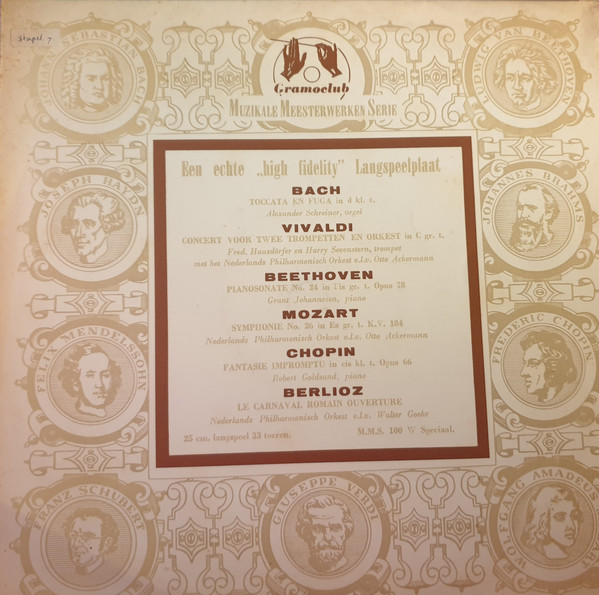 Stapel 7
SEBASTIAN BACH
LUDWIG VAN BEETHOVEN
Gramoclub
MUZIKALE MEESTERWERKEN SERIE
JOSEPH HAYDN
JOHANNES BRAHMS
FELIX MENDELSSOHN
FREDERIC CHOPIN
FRANZ SCHUBERT
GIUSEPPE VERDI
WOLFGANG AMADEUS
Een echte „high fidelity” Langspeelplaat
BACH
TOCCATA EN FUGA in d kl. t.
Alexander Schreiner, orgel
VIVALDI
CONCERT VOOR TWEE TROMPETTEN EN ORKEST in C gr. t.
Fred. Hausdörfer en Harry Sevenstern, trompet
met het Nederlands Philharmonisch Orkest o.l.v. Otto Ackermann
BEETHOVEN
PIANOSONATE No. 24 in Fis gr. t. Opus 78
Grant Johannesen, piano
MOZART
SYMPHONIE No. 26 in Es gr. t. K.V. 184
Nederlands Philharmonisch Orkest o.l.v. Otto Ackermann
CHOPIN
FANTASIE IMPROMPTU in cis kl. t. Opus 66
Robert Goldsand, piano
BERLIOZ
LE CARNAVAL ROMAIN OUVERTURE
Nederlands Philharmonisch Orkest o.l.v. Walter Goehr
25 cm. langspeel 33 toeren.
M.M.S. 100 W Speciaal.